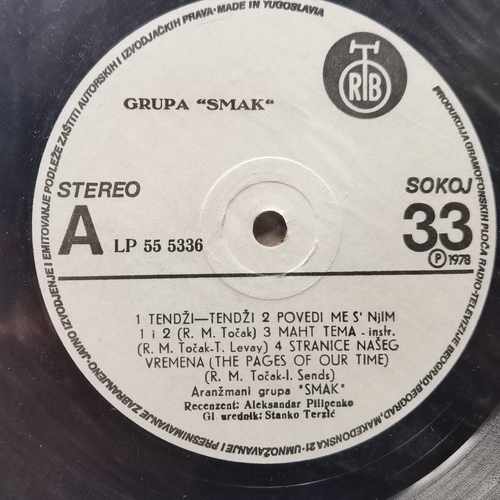 PRODUKCIJA GRAMOFONSKIH PLOČA RADIO-TELEVIZIJE BEOGRAD, BEOGRAD, MAKEDONSKA 21 - UMNOŽAVANJE I PRESNIMAVANJE ZABRANJENO - JAVNO IZVODJENJE I EMITOVANJE PODLEŽE ZAŠTITI AUTORSKIH I IZVODJAČKIH PRAVA · MADE IN YUGOSLAVIA
RTB
GRUPA "SMAK"
STEREO
SOKOJ
A
LP 55 5336
33
P 1978
1 TENDŽI—TENDŽI 2 POVEDI ME S' NjIM
1 i 2 (R. M. Točak) 3 MAHT TEMA - instr.
(R. M. Točak-T. Levay) 4 STRANICE NAŠEG
VREMENA (THE PAGES OF OUR TIME)
(R. M. Točak-I. Sends)
Aranžmani grupa "SMAK"
Recenzent: Aleksandar Pilipenko
Gl urednik: Stanko Terzić